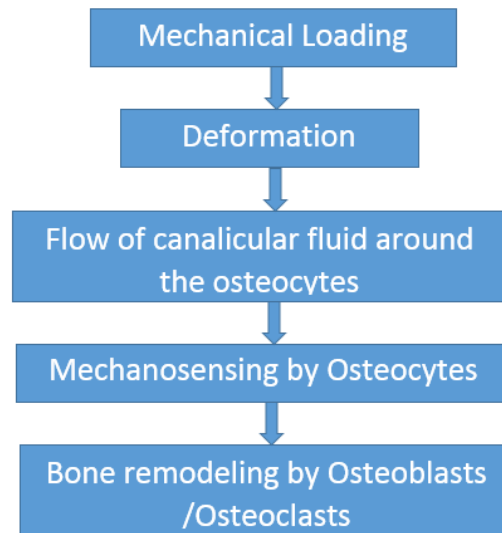 Mechanical Loading
Deformation
Flow of canalicular fluid around
the osteocytes
Mechanosensing by Osteocytes
Bone remodeling by Osteoblasts
/Osteoclasts